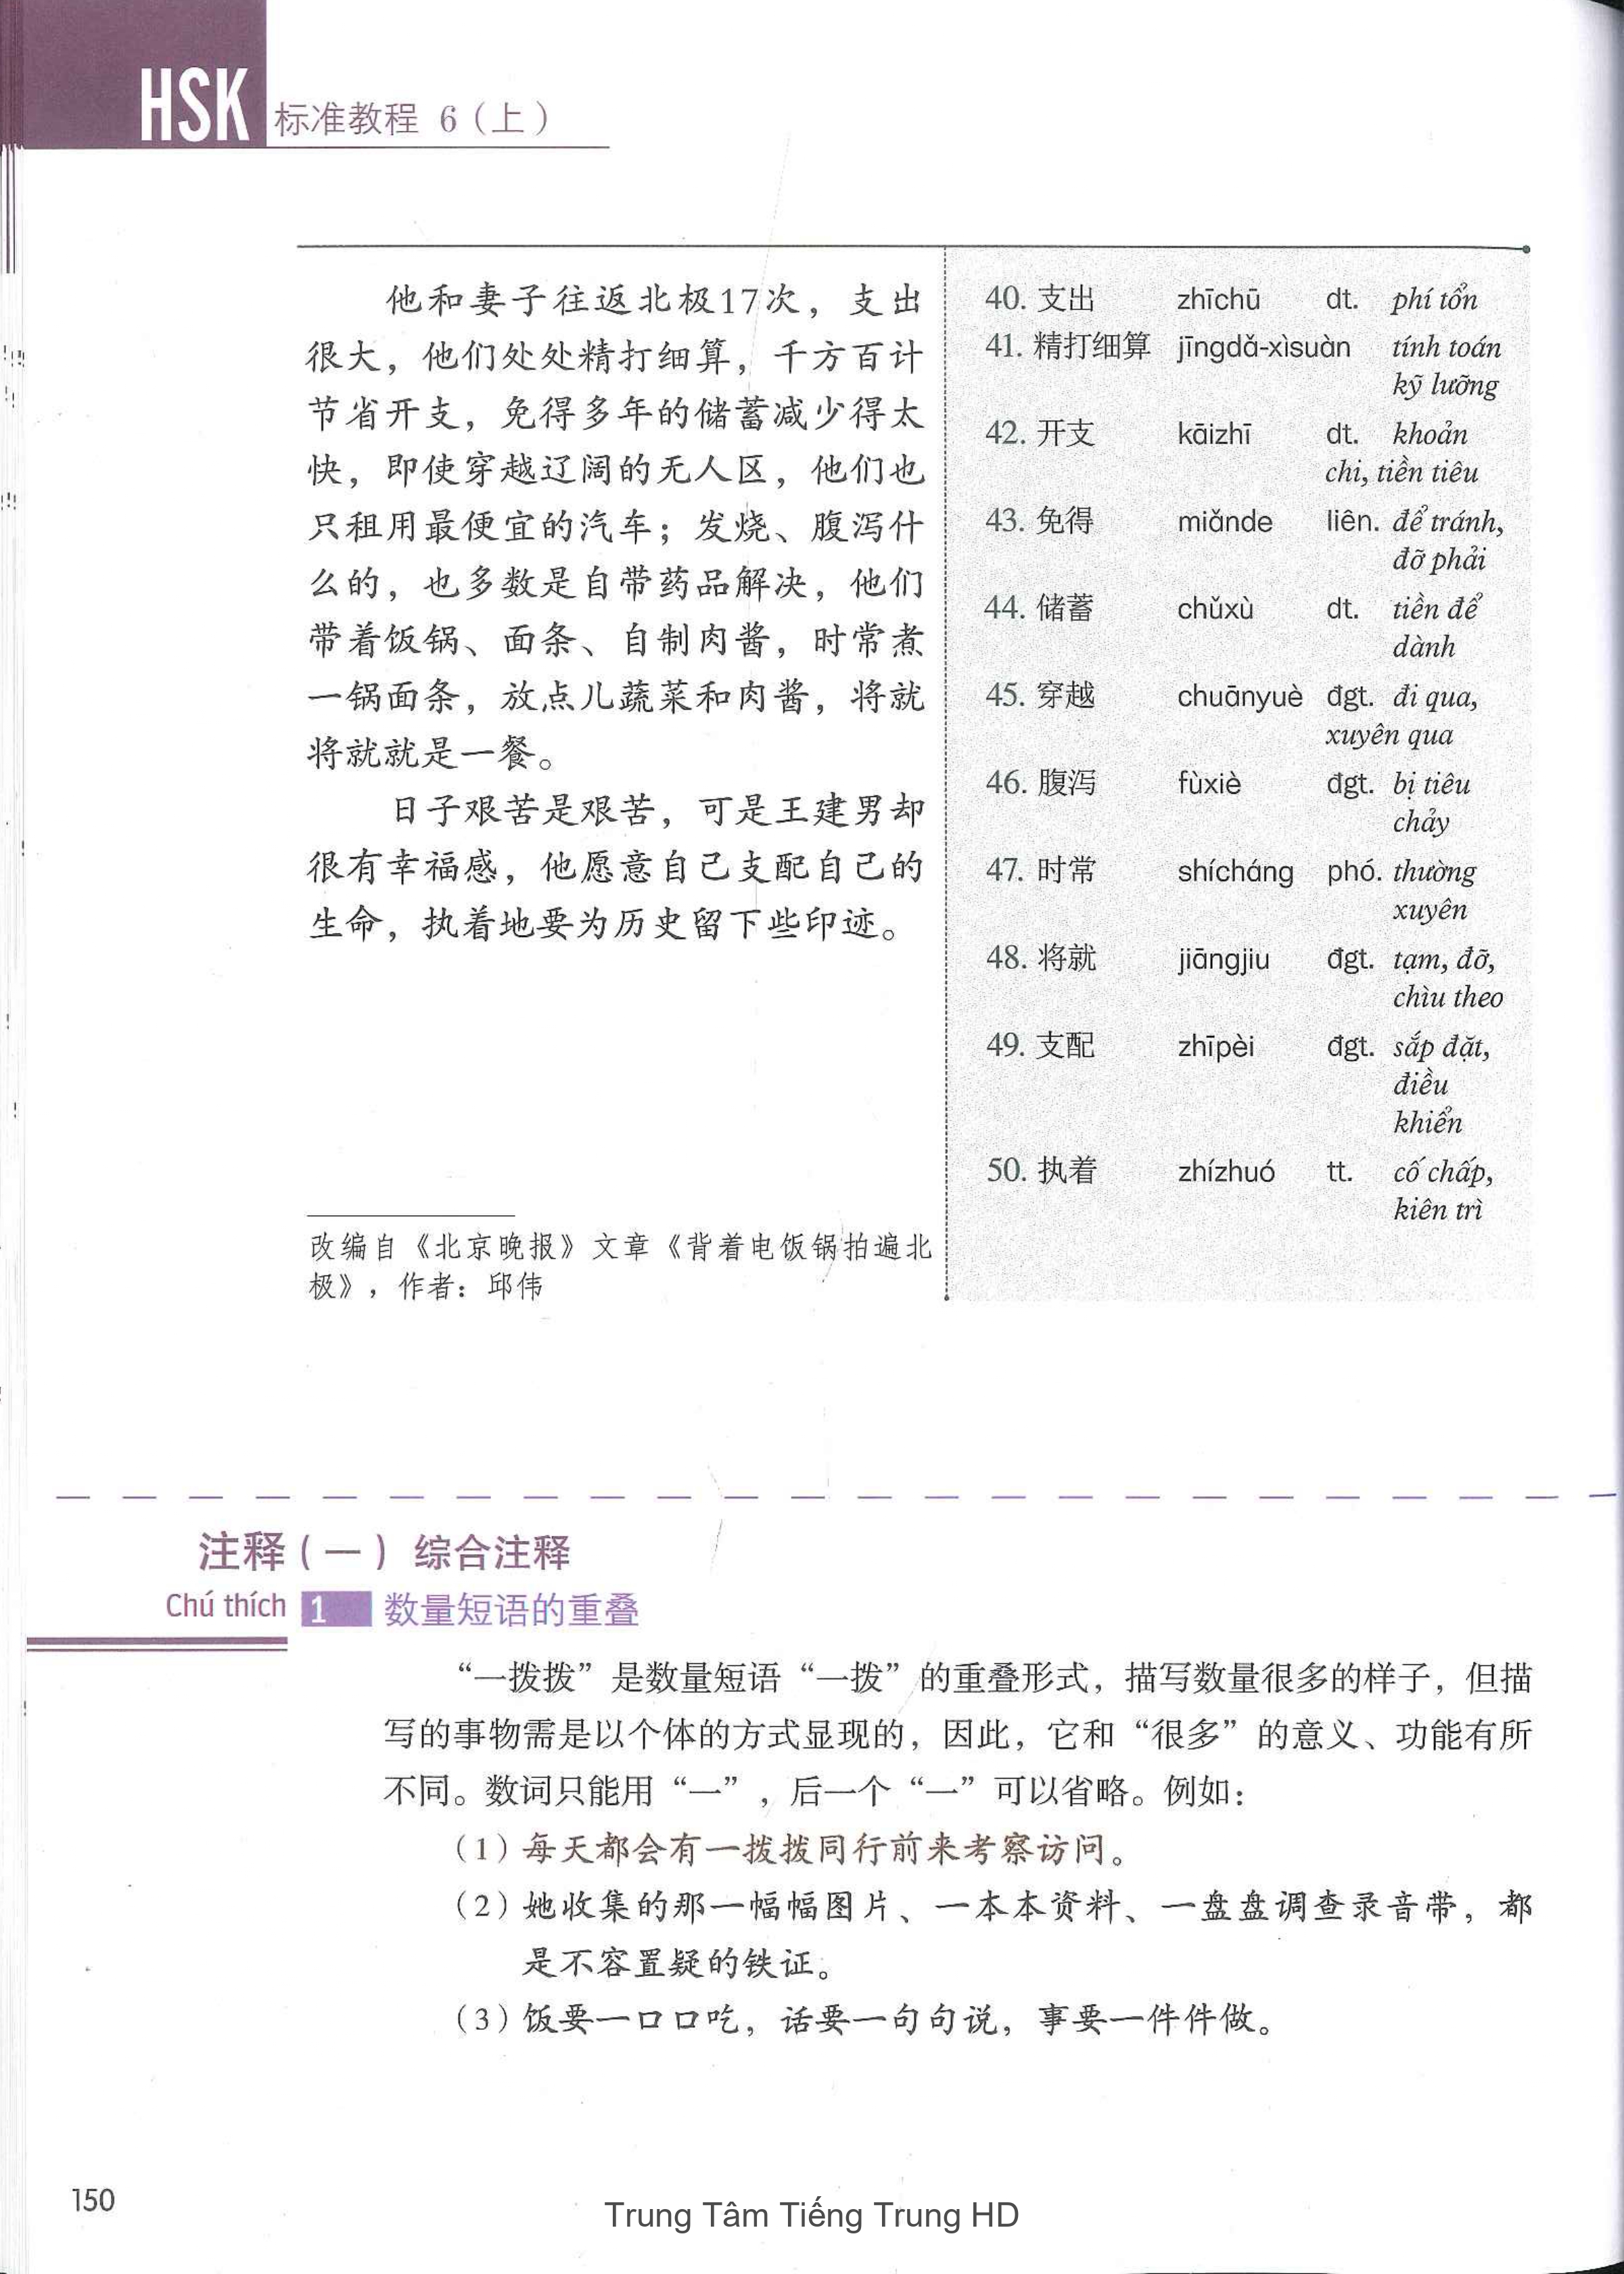 HSK 标准教程 6（上）
他和妻子往返北极17次，支出
很大，他们处处精打细算，千方百计
节省开支，免得多年的储蓄减少得太
快，即使穿越辽阔的无人区，他们也
只租用最便宜的汽车；发烧、腹泻什
么的，也多数是自带药品解决，他们
带着饭锅、面条、自制肉酱，时常煮
一锅面条，放点儿蔬菜和肉酱，将就
将就就是一餐。
日子艰苦是艰苦，可是王建男却
很有幸福感，他愿意自己支配自己的
生命，执着地要为历史留下些印迹。
改编自《北京晚报》文章《背着电饭锅拍遍北
极》，作者：邱伟
40. 支出 zhīchū dt. phí tổn
41. 精打细算 jīngdǎ-xìsuàn tính toán
kỹ lưỡng
42. 开支 kāizhī dt. khoản
chi, tiền tiêu
43. 免得 miǎnde liên. để tránh,
đỡ phải
44. 储蓄 chǔxù dt. tiền để
dành
45. 穿越 chuānyuè đgt. đi qua,
xuyên qua
46. 腹泻 fùxiè đgt. bị tiêu
chảy
47. 时常 shícháng phó. thường
xuyên
48. 将就 jiāngjiu đgt. tạm, đỡ,
chìu theo
49. 支配 zhīpèi đgt. sắp đặt,
điều
khiển
50. 执着 zhízhuó tt. cố chấp,
kiên trì
注释（一）综合注释
Chú thích 1 数量短语的重叠
“一拨拨”是数量短语“一拨”的重叠形式，描写数量很多的样子，但描
写的事物需是以个体的方式显现的，因此，它和“很多”的意义、功能有所
不同。数词只能用“一”，后一个“一”可以省略。例如：
（1）每天都会有一拨拨同行前来考察访问。
（2）她收集的那一幅幅图片、一本本资料、一盘盘调查录音带，都
是不容置疑的铁证。
（3）饭要一口口吃，话要一句句说，事要一件件做。
150
Trung Tâm Tiếng Trung HD